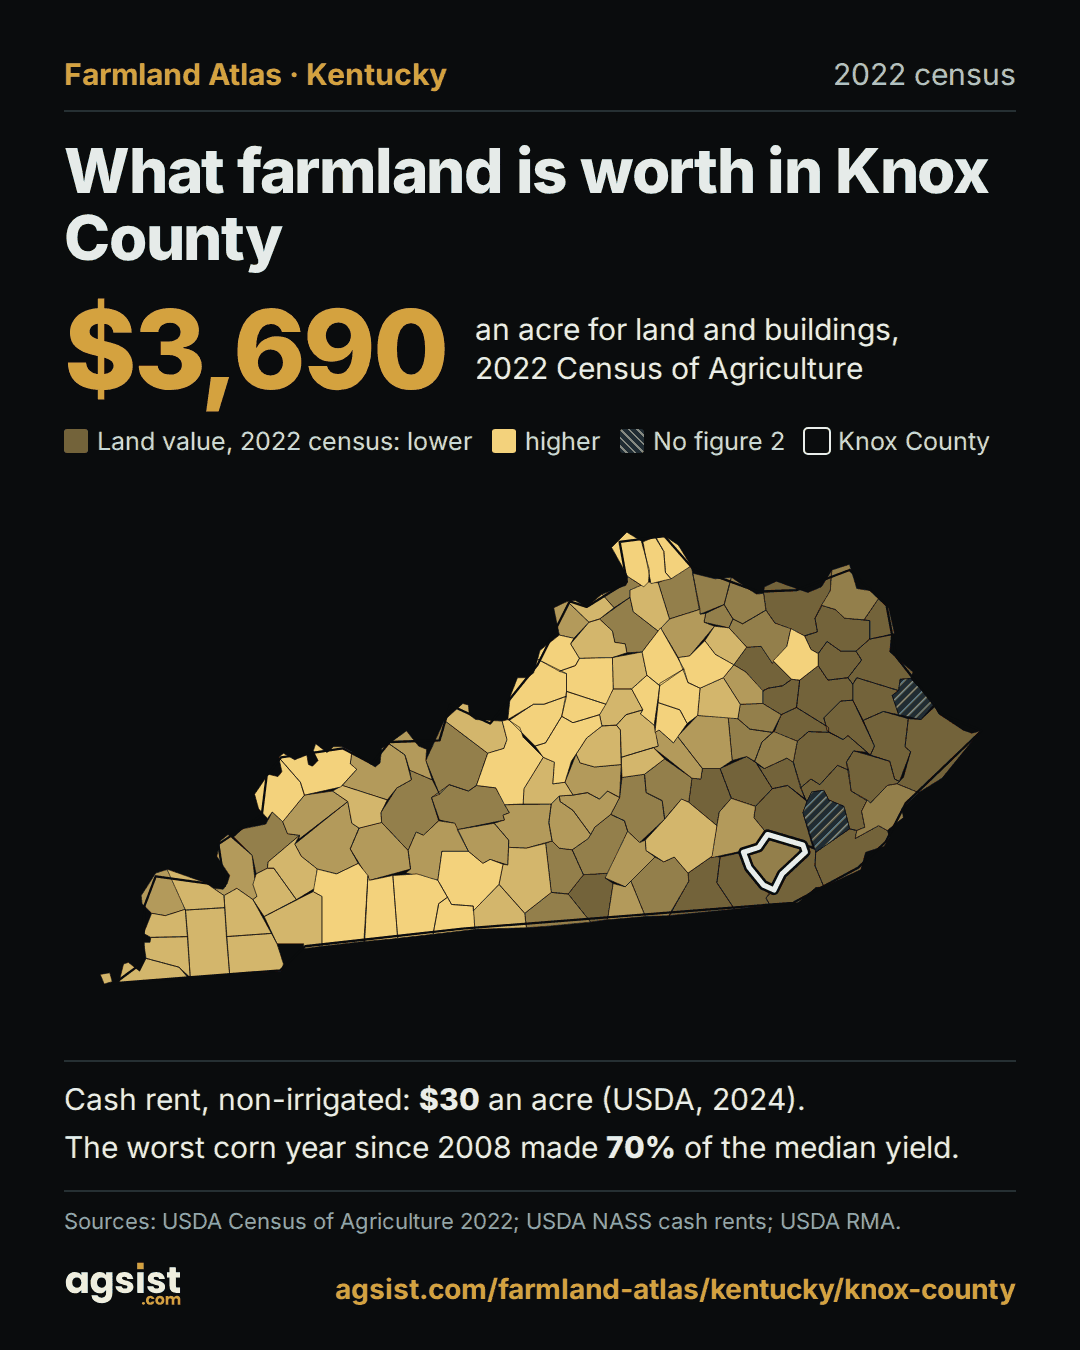 Farmland Atlas · Kentucky
2022 census
What farmland is worth in Knox
County
$3,690
an acre for land and buildings,
2022 Census of Agriculture
Land value, 2022 census: lower
higher
No figure 2
Knox County
Cash rent, non-irrigated: $30 an acre (USDA, 2024).
The worst corn year since 2008 made 70% of the median yield.
Sources: USDA Census of Agriculture 2022; USDA NASS cash rents; USDA RMA.
agsist
.com
agsist.com/farmland-atlas/kentucky/knox-county